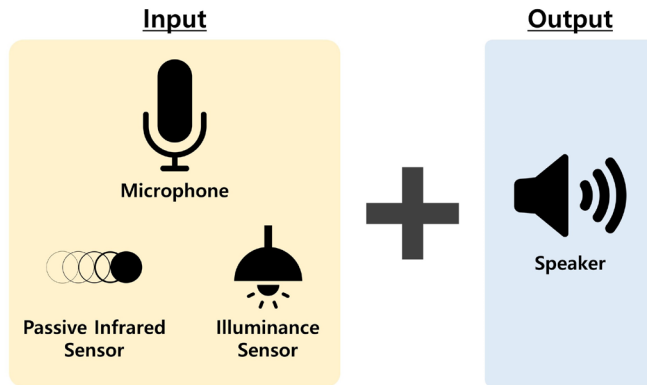 Input
Output
Microphone
Speaker
Passive Infrared
Sensor
Illuminance
Sensor